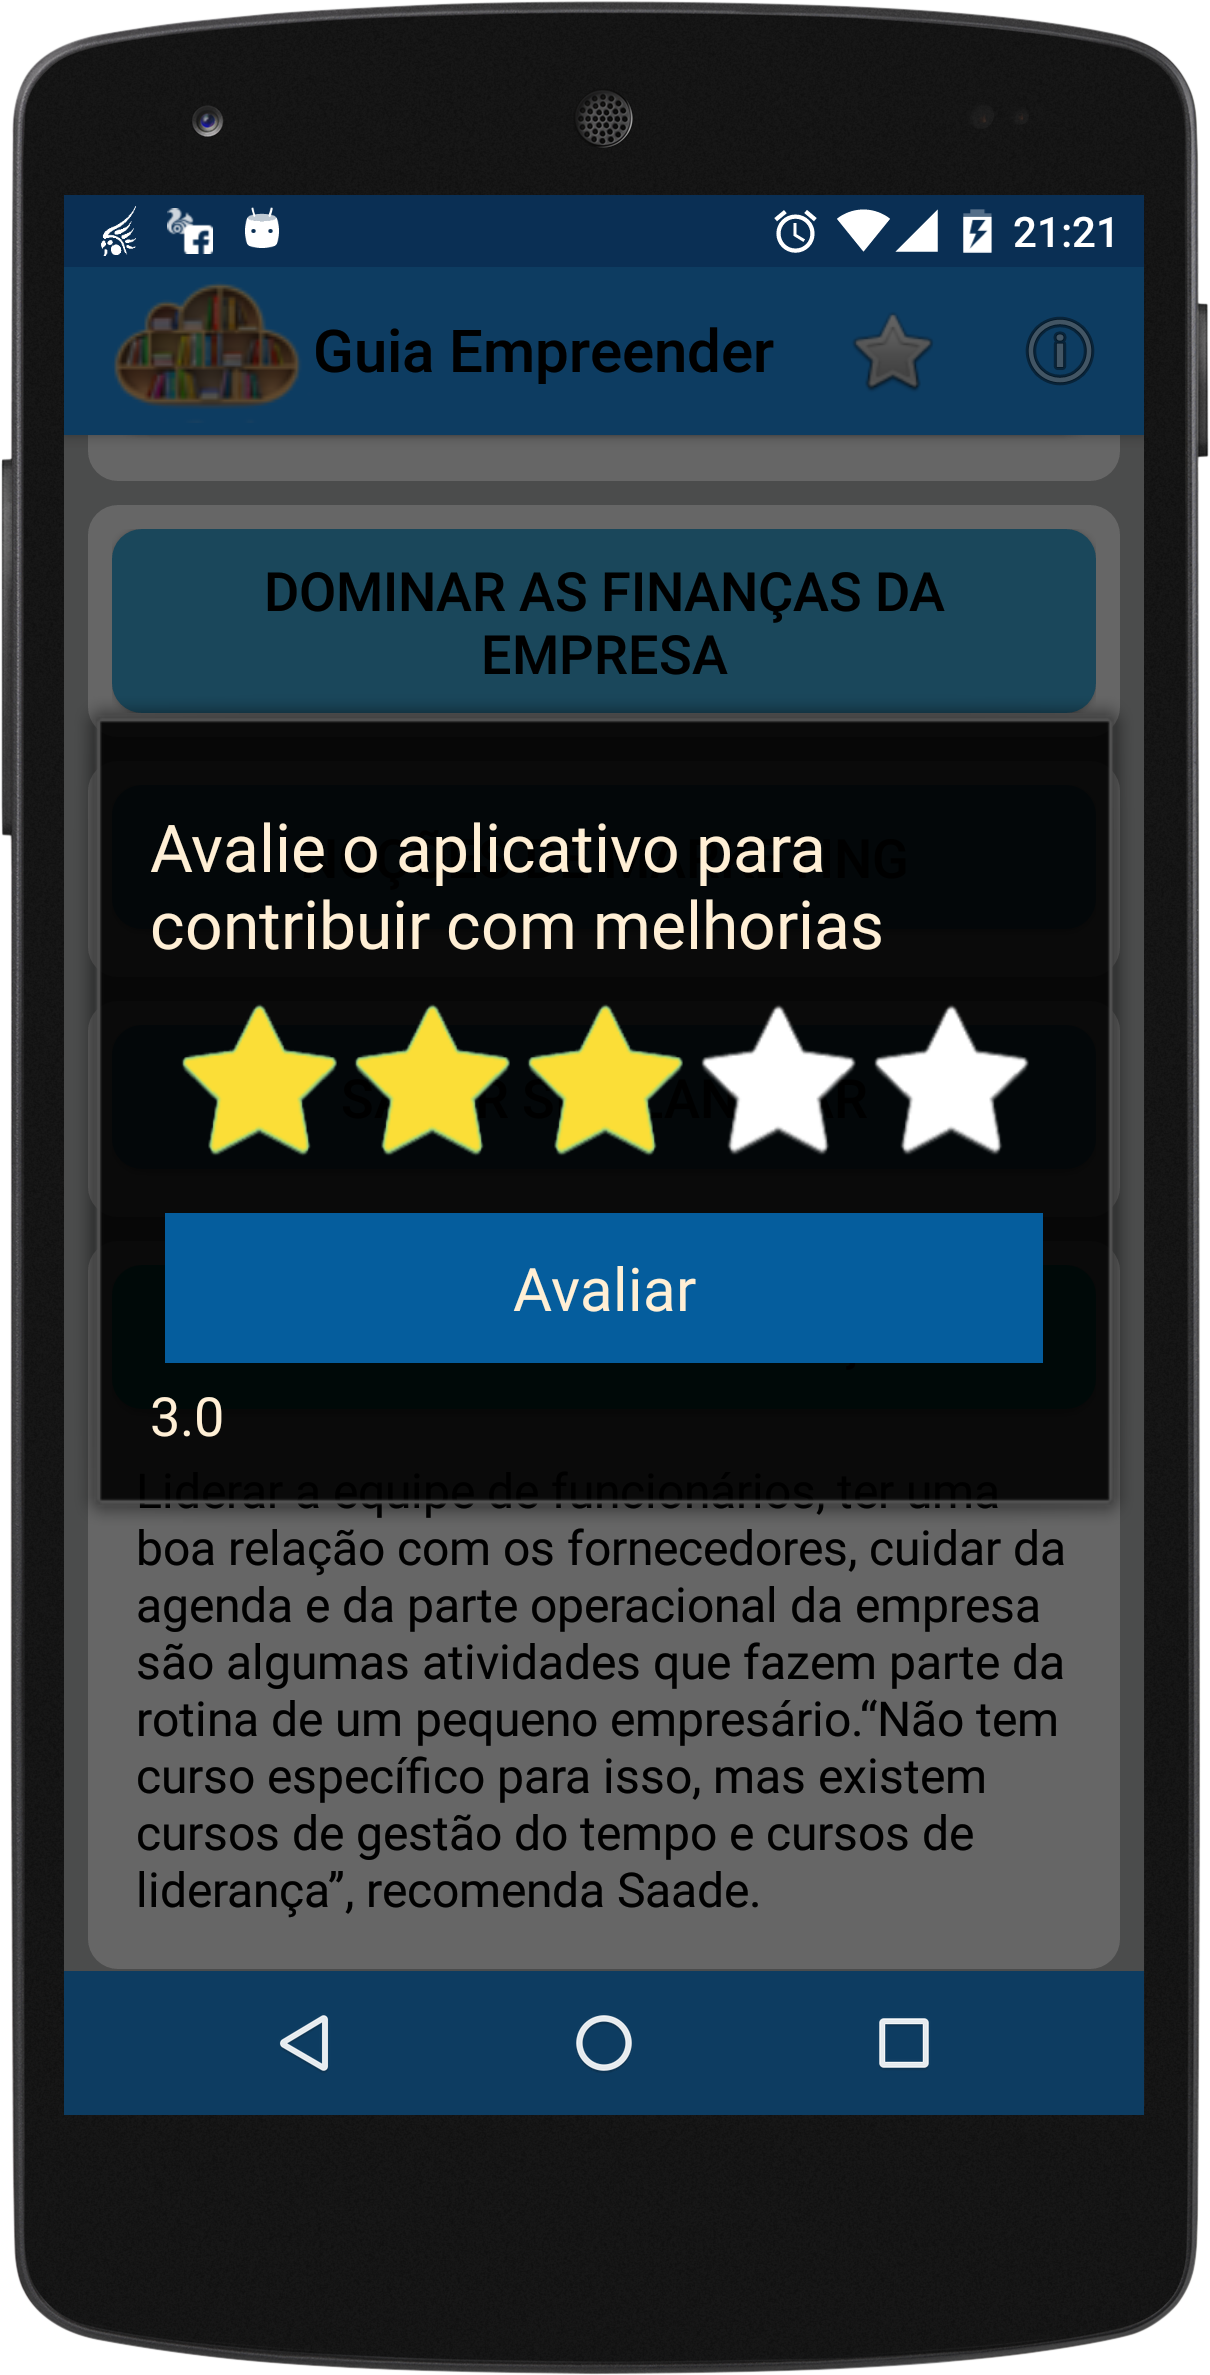 21:21
Guia Empreender
DOMINAR AS FINANÇAS DA
EMPRESA
Avalie o aplicativo para
contribuir com melhorias
Avaliar
3.0
Liderar a equipe de funcionários, ter uma
boa relação com os fornecedores, cuidar da
agenda e da parte operacional da empresa
são algumas atividades que fazem parte da
rotina de um pequeno empresário.“Não tem
curso específico para isso, mas existem
cursos de gestão do tempo e cursos de
liderança”, recomenda Saade.